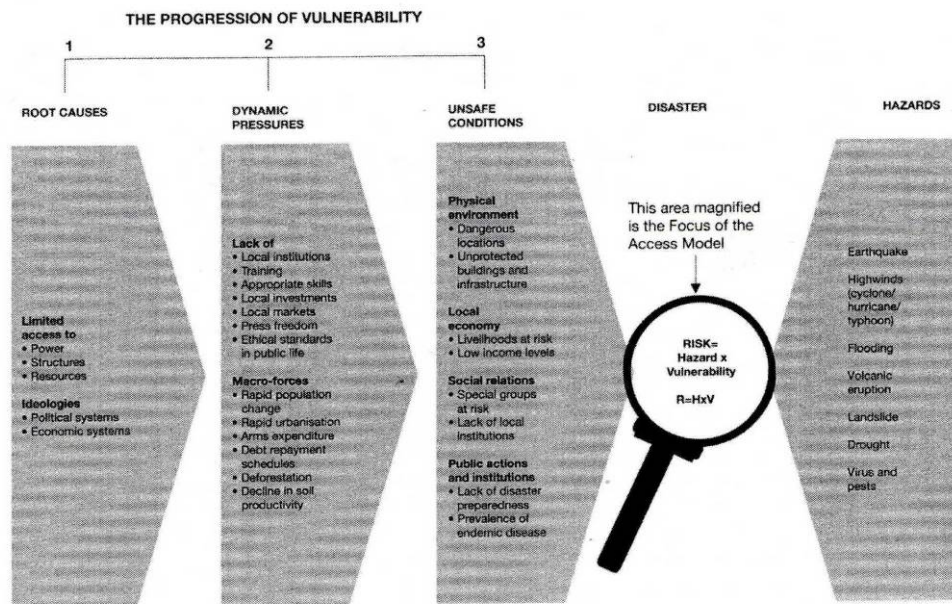 THE PROGRESSION OF VULNERABILITY
1
2
3
ROOT CAUSES
Limited
access to
• Power
• Structures
• Resources
Ideologies
• Political systems
• Economic systems
DYNAMIC
PRESSURES
Lack of
• Local institutions
• Training
• Appropriate skills
• Local investments
• Local markets
• Press freedom
• Ethical standards
in public life
Macro-forces
• Rapid population
change
• Rapid urbanisation
• Arms expenditure
• Debt repayment
schedules
• Deforestation
• Decline in soil
productivity
UNSAFE
CONDITIONS
Physical
environment
• Dangerous
locations
• Unprotected
buildings and
infrastructure
Local
economy
• Livelihoods at risk
• Low income levels
Social relations
• Special groups
at risk
• Lack of local
institutions
Public actions
and institutions
• Lack of disaster
preparedness
• Prevalence of
endemic disease
DISASTER
This area magnified
is the Focus of the
Access Model
RISK=
Hazard x
Vulnerability
R=HxV
HAZARDS
Earthquake
Highwinds
(cyclone/
hurricane/
typhoon)
Flooding
Volcanic
eruption
Landslide
Drought
Virus and
pests